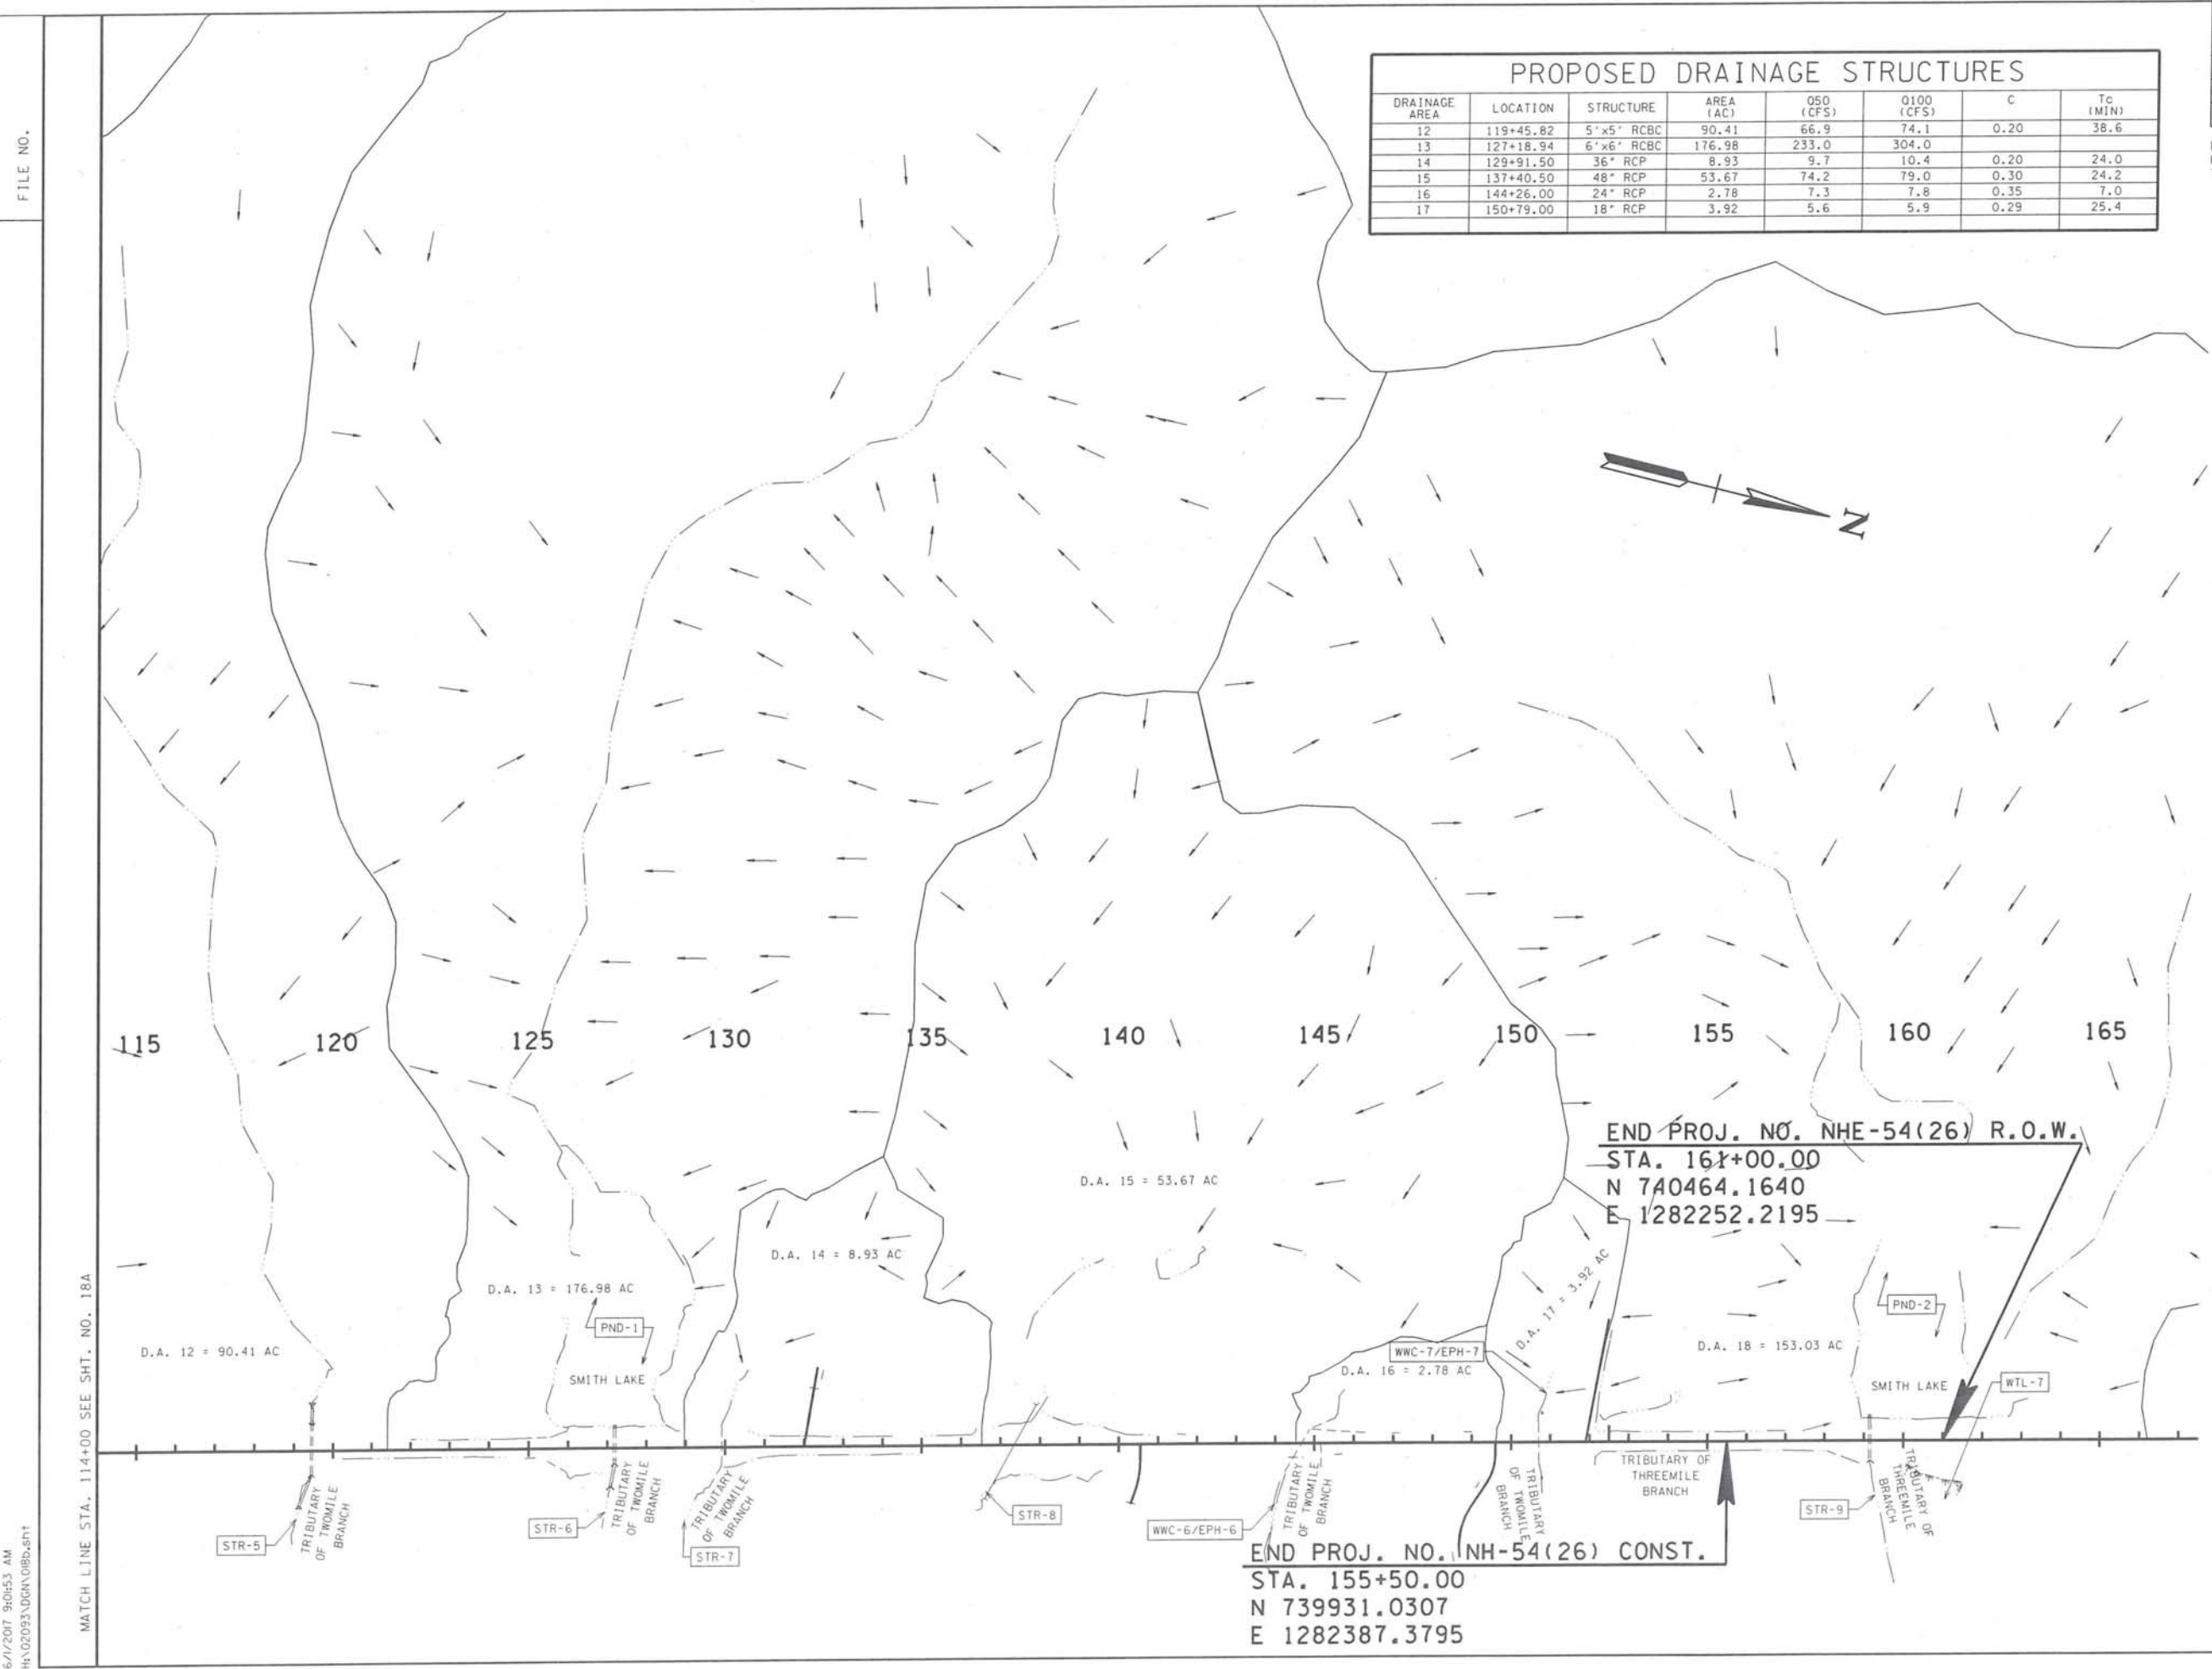 FILE NO.
6/1/2017 9:01:53 AM
MATCH LINE STA. 114+00 SEE SHT. NO. 18A
PROPOSED DRAINAGE STRUCTURES
DRAINAGE AREA LOCATION STRUCTURE AREA (AC) Q50 (CFS) Q100 (CFS) C Tc (MIN)
12 119+45.82 5'x5' RCBC 90.41 66.9 74.1 0.20 38.6
13 127+18.94 6'x6' RCBC 176.98 233.0 304.0
14 129+91.50 36" RCP 8.93 9.7 10.4 0.20 24.0
15 137+40.50 48" RCP 53.67 74.2 79.0 0.30 24.2
16 144+26.00 24" RCP 2.78 7.3 7.8 0.35 7.0
17 150+79.00 18" RCP 3.92 5.6 5.9 0.29 25.4
N
115 120 125 130 135 140 145 150 155 160 165
END PROJ. NO. NHE-54(26) R.O.W.
STA. 161+00.00
N 740464.1640
E 1282252.2195
D.A. 12 = 90.41 AC
D.A. 13 = 176.98 AC
PND-1
SMITH LAKE
D.A. 14 = 8.93 AC
D.A. 15 = 53.67 AC
D.A. 16 = 2.78 AC
WWC-7/EPH-7
D.A. 17 = 3.92 AC
D.A. 18 = 153.03 AC
PND-2
SMITH LAKE
WTL-7
STR-5
TRIBUTARY
OF TWOMILE
BRANCH
STR-6
TRIBUTARY
OF TWOMILE
BRANCH
STR-7
TRIBUTARY
OF TWOMILE
BRANCH
STR-8
WWC-6/EPH-6
TRIBUTARY
OF TWOMILE
BRANCH
TRIBUTARY
OF TWOMILE
BRANCH
TRIBUTARY OF
THREEMILE
BRANCH
STR-9
TRIBUTARY OF
THREEMILE
BRANCH
END PROJ. NO. NH-54(26) CONST.
STA. 155+50.00
N 739931.0307
E 1282387.3795